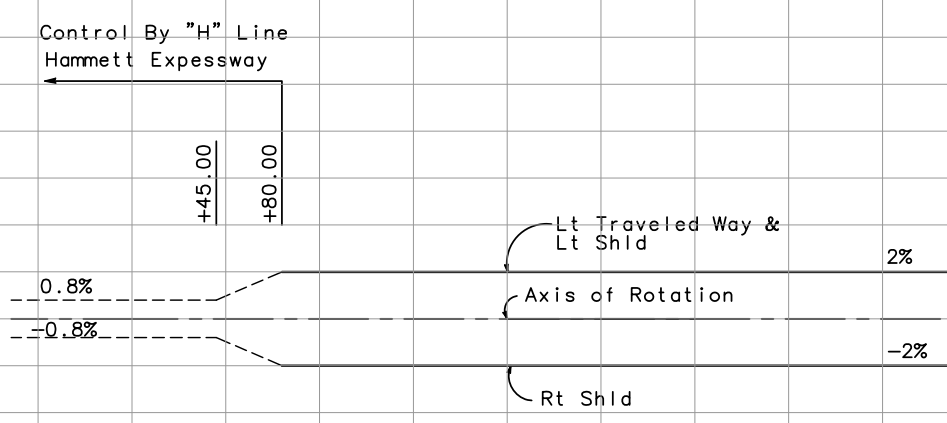 Control By "H" Line
Hammett Expessway
+45.00
+80.00
Lt Traveled Way &
Lt Shld
2%
0.8%
Axis of Rotation
-0.8%
-2%
Rt Shld